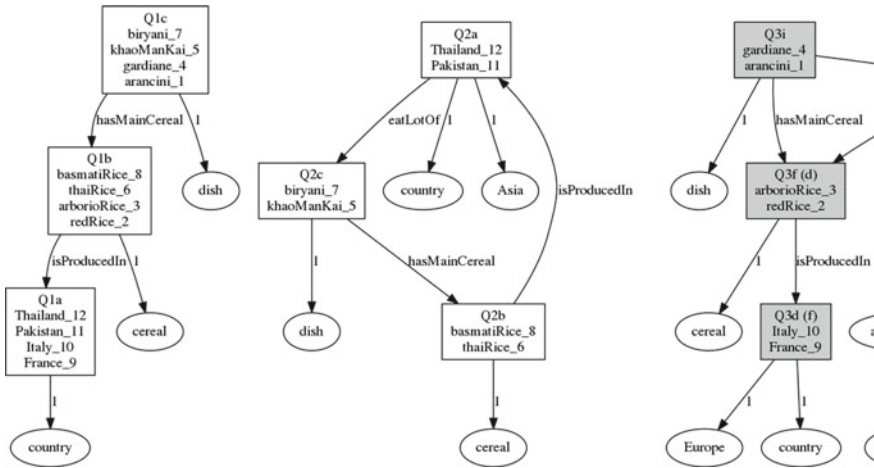 Q1c
biryani_7
khaoManKai_5
gardiane_4
arancini_1
hasMainCereal
1
Q1b
basmatiRice_8
thaiRice_6
arborioRice_3
redRice_2
dish
isProducedIn
1
Q1a
Thailand_12
Pakistan_11
Italy_10
France_9
cereal
1
country
Q2a
Thailand_12
Pakistan_11
eatLotOf
1
1
Q2c
biryani_7
khaoManKai_5
country
Asia
isProducedIn
1
hasMainCereal
dish
Q2b
basmatiRice_8
thaiRice_6
1
cereal
Q3i
gardiane_4
arancini_1
1
hasMainCereal
dish
Q3f (d)
arborioRice_3
redRice_2
1
isProducedIn
cereal
Q3d (f)
Italy_10
France_9
a
1
1
Europe
country